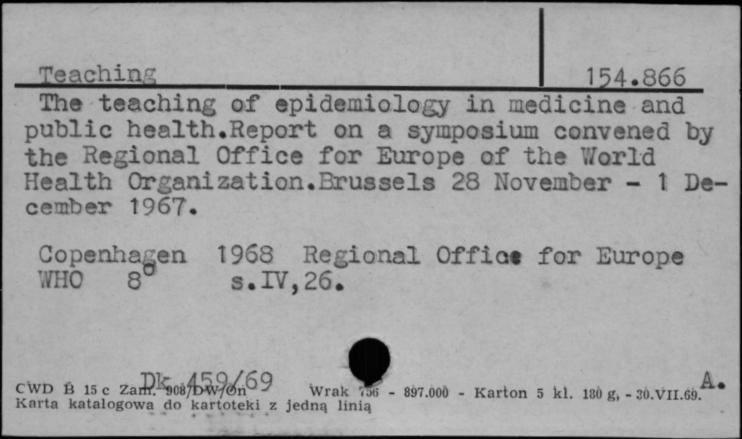 Teaching 154.866
The teaching of epidemiology in medicine and
public health.Report on a symposium convened by
the Regional Office for Europe of the World
Health Organization.Brussels 28 November - 1 De-
cember 1967.
Copenhagen 1968 Regional Office for Europe
WHO 8° s.IV,26.
Dk 459/69 A.
CWD B 15 c Zam. 908/DW/On Wrak - 897.000 - Karton 5 kl. 180 g, - 30.VII.69.
Karta katalogowa do kartoteki z jedną linią